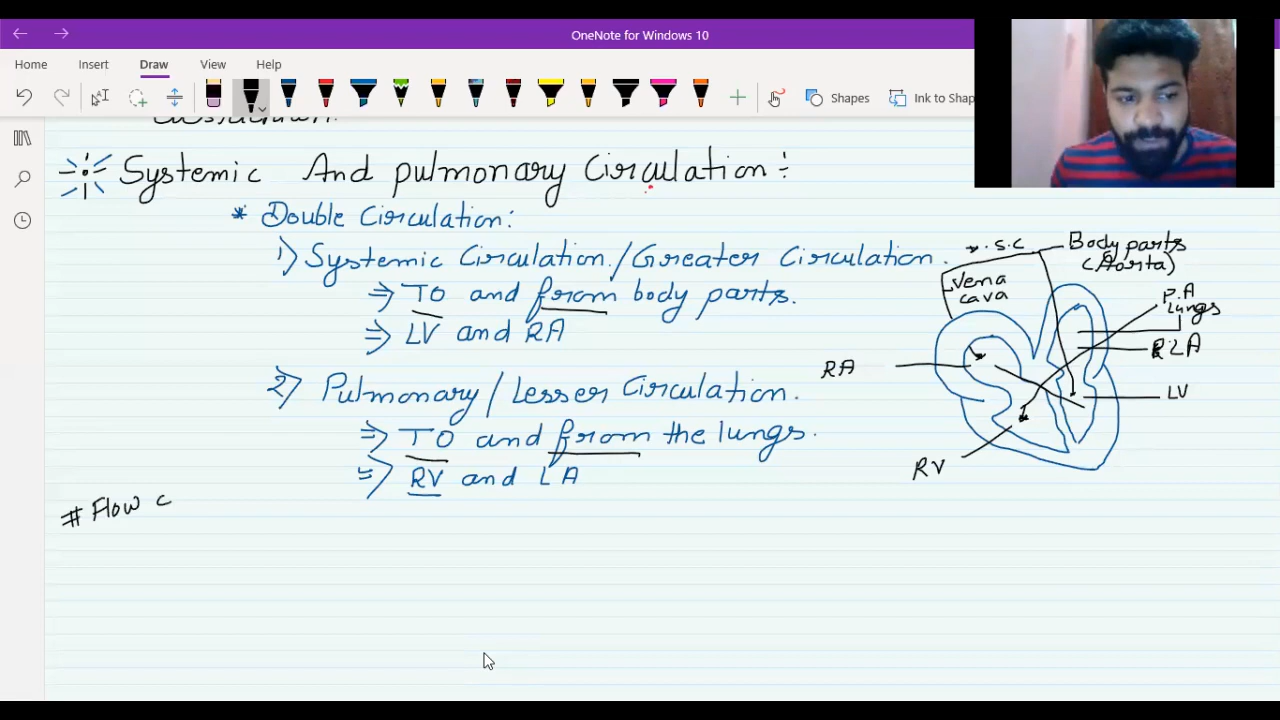 OneNote for Windows 10
Home Insert Draw View Help
Shapes Ink to Shap
Systemic And pulmonary Circulation:
* Double Circulation:
1) Systemic Circulation/Greater Circulation.
⇒ TO and from body parts.
⇒ LV and RA
2) Pulmonary/Lesser Circulation.
⇒ TO and from the lungs.
⇒ RV and LA
# Flow c
S.C
Body parts
(Aorta)
Vena
cava
P.A
Lungs
LA
RA
LV
RV